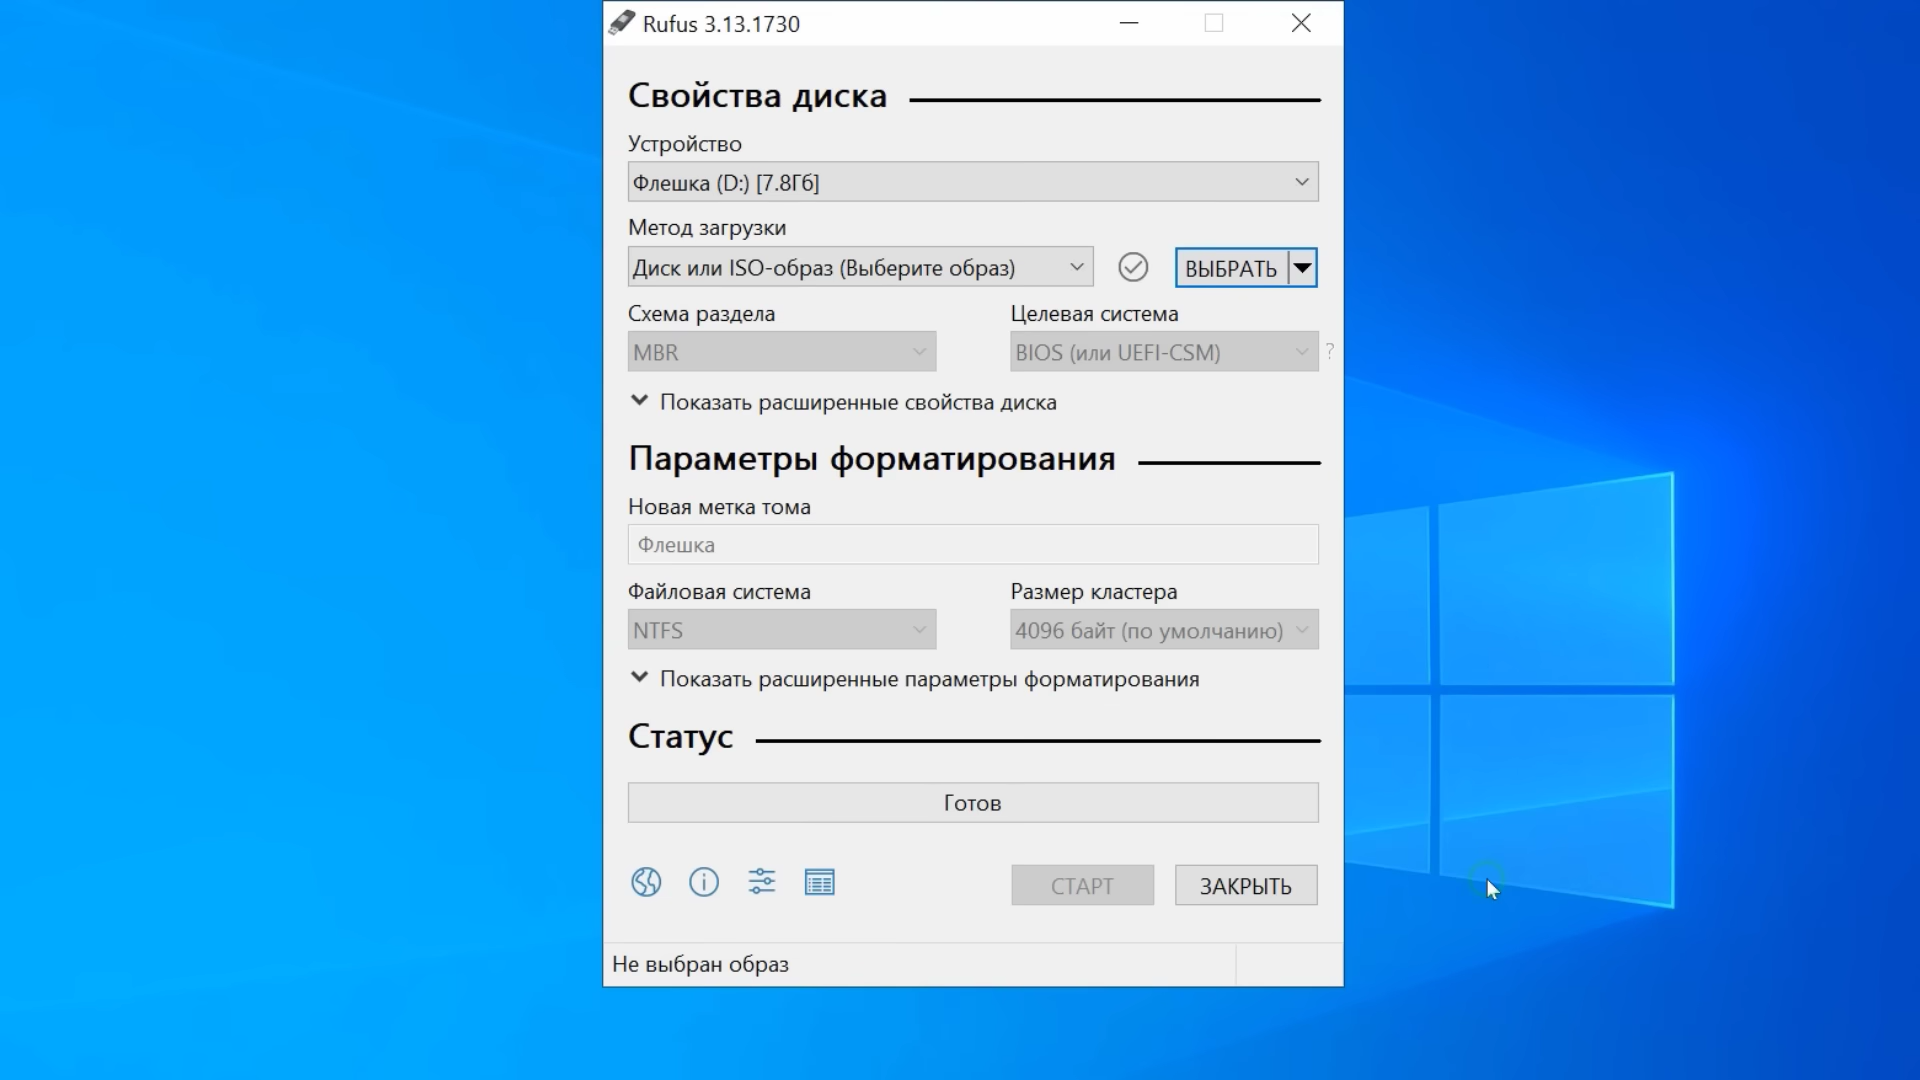 Rufus 3.13.1730
Свойства диска
Устройство
Флешка (D:) [7.8Гб]
Метод загрузки
Диск или ISO-образ (Выберите образ)
ВЫБРАТЬ
Схема раздела
Целевая система
MBR
BIOS (или UEFI-CSM)
?
Показать расширенные свойства диска
Параметры форматирования
Новая метка тома
Флешка
Файловая система
Размер кластера
NTFS
4096 байт (по умолчанию)
Показать расширенные параметры форматирования
Статус
Готов
СТАРТ
ЗАКРЫТЬ
Не выбран образ